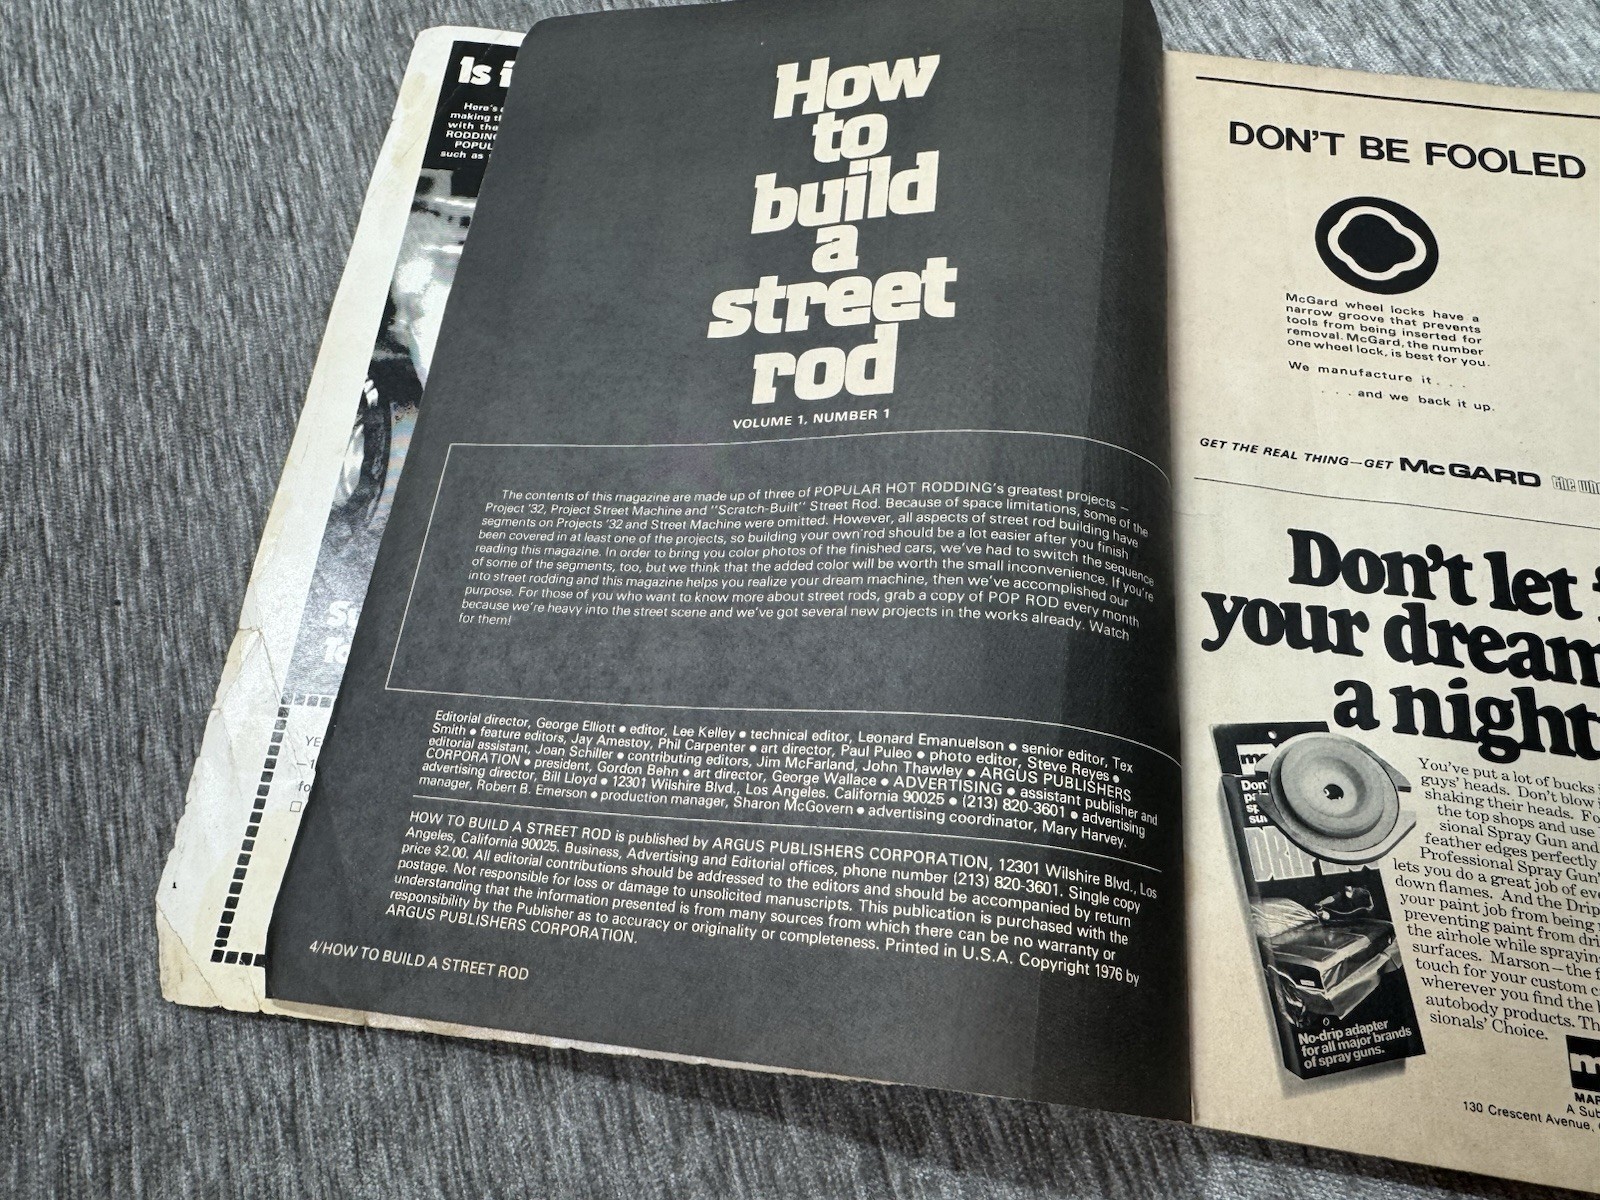 Is i
Here's
making th
with the
RODDING
POPUL
such as
How
to
build
a
street
rod
VOLUME 1, NUMBER 1
The contents of this magazine are made up of three of POPULAR HOT RODDING's greatest projects –
Project '32, Project Street Machine and "Scratch-Built" Street Rod. Because of space limitations, some of the
segments on Projects '32 and Street Machine were omitted. However, all aspects of street rod building have
been covered in at least one of the projects, so building your own rod should be a lot easier after you finish
reading this magazine. In order to bring you color photos of the finished cars, we've had to switch the sequence
of some of the segments, too, but we think that the added color will be worth the small inconvenience. If you're
into street rodding and this magazine helps you realize your dream machine, then we've accomplished our
purpose. For those of you who want to know more about street rods, grab a copy of POP ROD every month
because we're heavy into the street scene and we've got several new projects in the works already. Watch
for them!
Editorial director, George Elliott • editor, Lee Kelley • technical editor, Leonard Emanuelson • senior editor, Tex
Smith • feature editors, Jay Amestoy, Phil Carpenter • art director, Paul Puleo • photo editor, Steve Reyes •
editorial assistant, Joan Schiller • contributing editors, Jim McFarland, John Thawley • ARGUS PUBLISHERS
CORPORATION • president, Gordon Behn • art director, George Wallace • ADVERTISING • assistant publisher and
advertising director, Bill Lloyd • 12301 Wilshire Blvd., Los Angeles. California 90025 • (213) 820-3601 • advertising
manager, Robert B. Emerson • production manager, Sharon McGovern • advertising coordinator, Mary Harvey.
HOW TO BUILD A STREET ROD is published by ARGUS PUBLISHERS CORPORATION, 12301 Wilshire Blvd., Los
Angeles, California 90025. Business, Advertising and Editorial offices, phone number (213) 820-3601. Single copy
price $2.00. All editorial contributions should be addressed to the editors and should be accompanied by return
postage. Not responsible for loss or damage to unsolicited manuscripts. This publication is purchased with the
understanding that the information presented is from many sources from which there can be no warranty or
responsibility by the Publisher as to accuracy or originality or completeness. Printed in U.S.A. Copyright 1976 by
ARGUS PUBLISHERS CORPORATION.
4/HOW TO BUILD A STREET ROD
DON'T BE FOOLED
McGard wheel locks have a
narrow groove that prevents
tools from being inserted for
removal. McGard, the number
one wheel lock, is best for you.
We manufacture it . . .
. . . and we back it up.
GET THE REAL THING—GET McGARD the wh
Don't let
your dream
a night
You've put a lot of bucks
guys' heads. Don't blow i
shaking their heads. Fo
the top shops and use
sional Spray Gun and
feather edges perfectly
Professional Spray Gun
lets you do a great job of eve
down flames. And the Drip
your paint job from being
preventing paint from dri
the airhole while spraying
surfaces. Marson—the f
touch for your custom c
wherever you find the b
autobody products. Th
sionals' Choice.
No-drip adapter
for all major brands
of spray guns.
MAR
A Sub
130 Crescent Avenue,